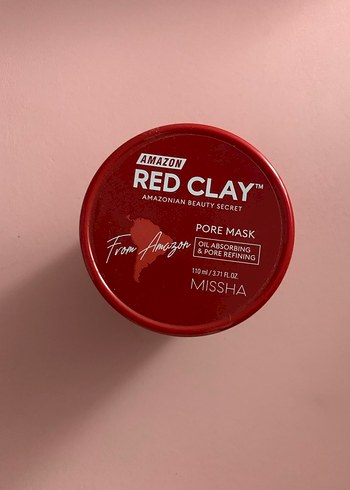 AMAZON
RED CLAY™
AMAZONIAN BEAUTY SECRET
PORE MASK
From Amazon
OIL ABSORBING
& PORE REFINING
110 ml / 3.71 FL.OZ
MISSHA